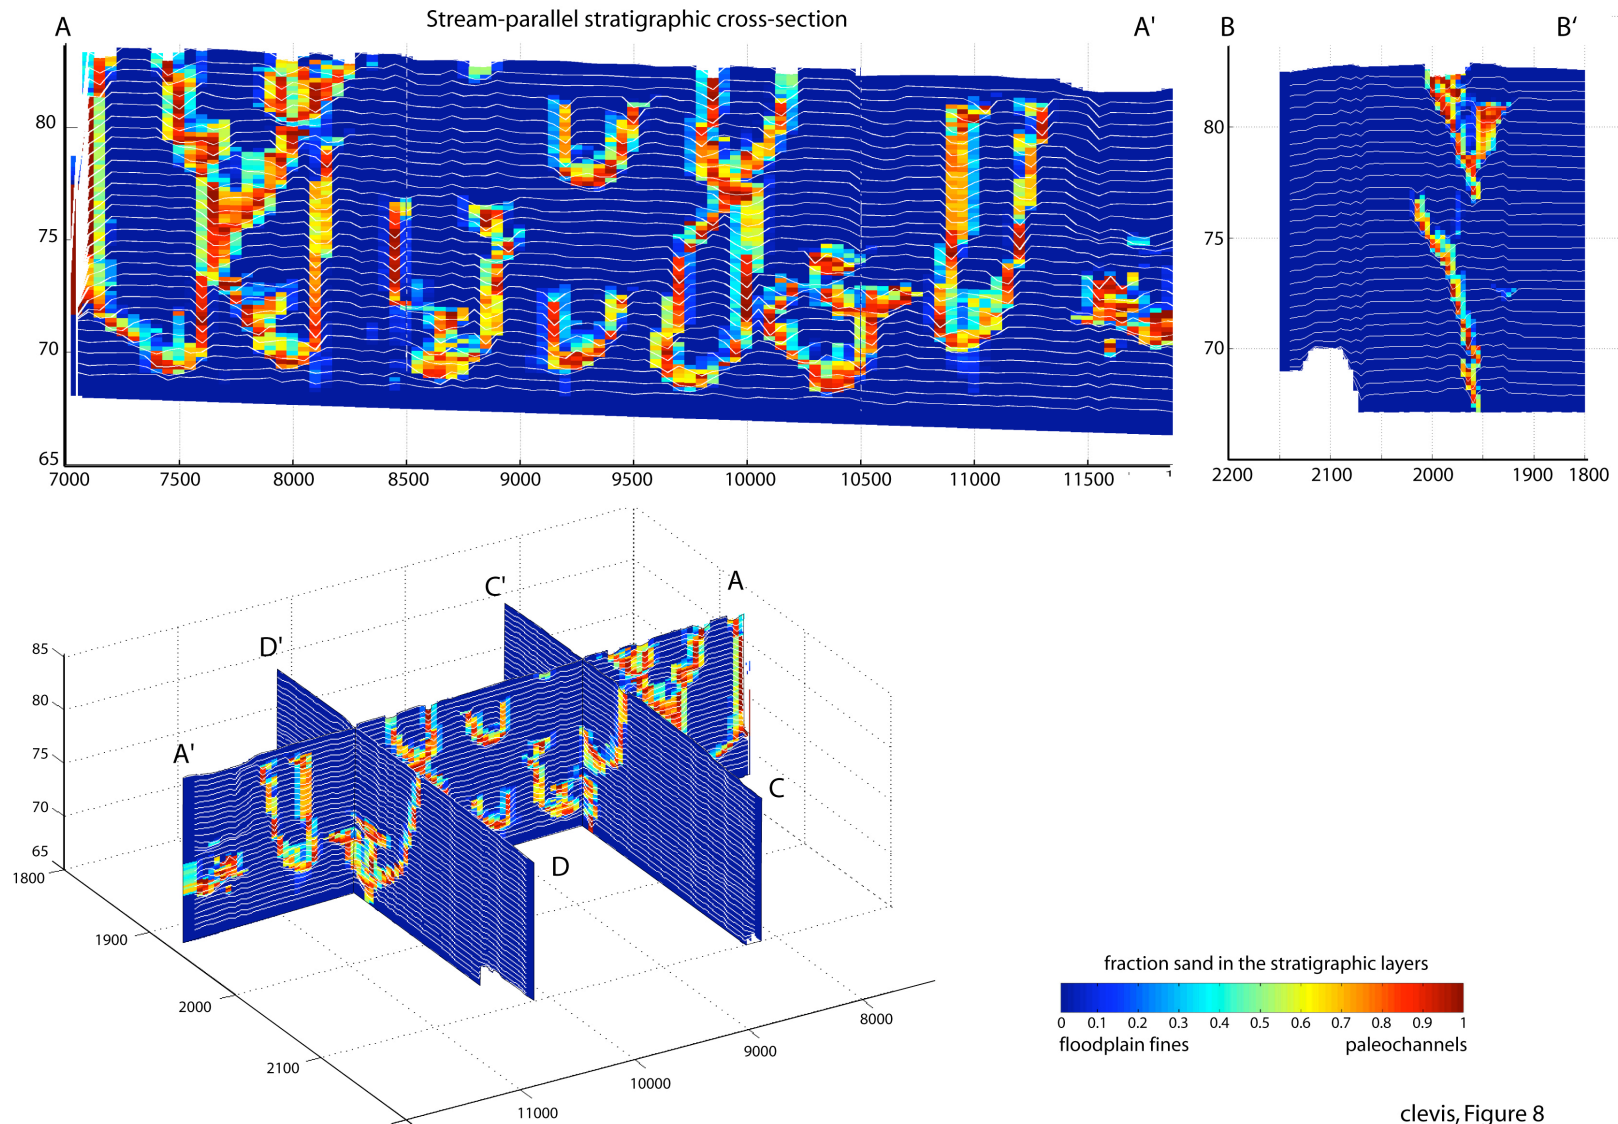 A
Stream-parallel stratigraphic cross-section
A'
B
B‘
80
75
70
65
7000
7500
8000
8500
9000
9500
10000
10500
11000
11500
80
75
70
2200
2100
2000
1900
1800
C'
A
D'
A'
C
D
85
80
75
70
65
1800
1900
2000
2100
8000
9000
10000
11000
fraction sand in the stratigraphic layers
0 0.1 0.2 0.3 0.4 0.5 0.6 0.7 0.8 0.9 1
floodplain fines
paleochannels
clevis, Figure 8